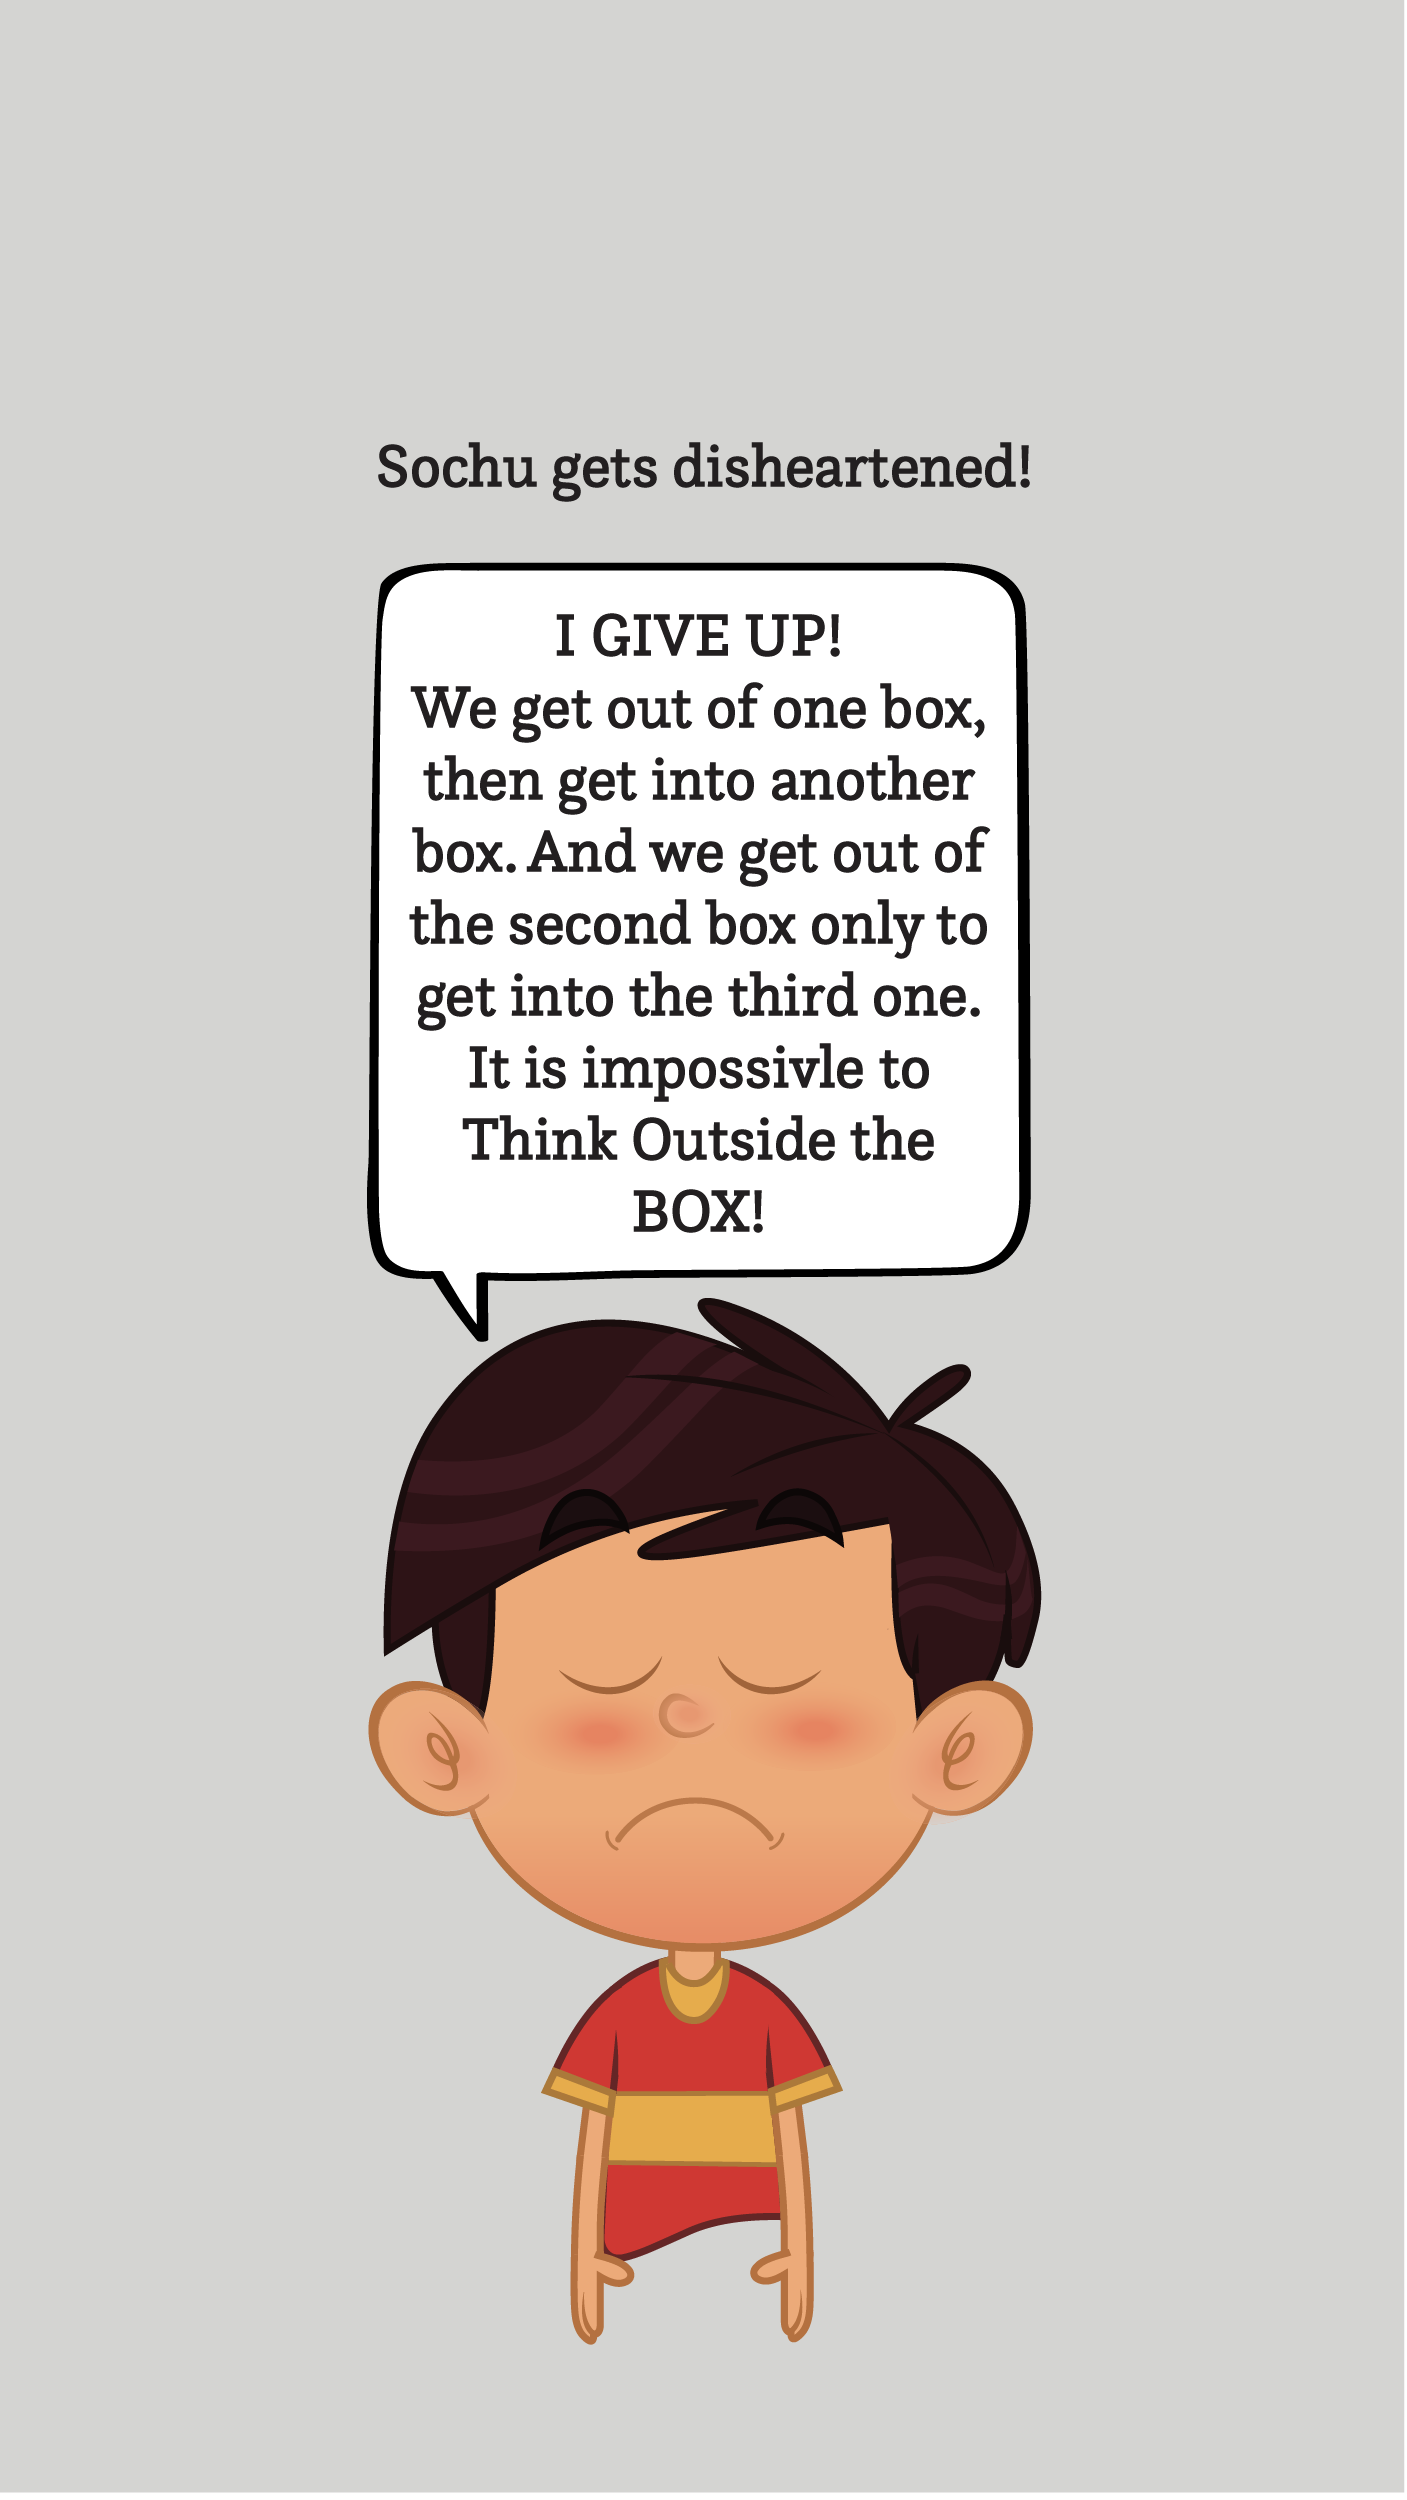 Sochu gets disheartened!
I GIVE UP!
We get out of one box,
then get into another
box. And we get out of
the second box only to
get into the third one.
It is impossivle to
Think Outside the
BOX!